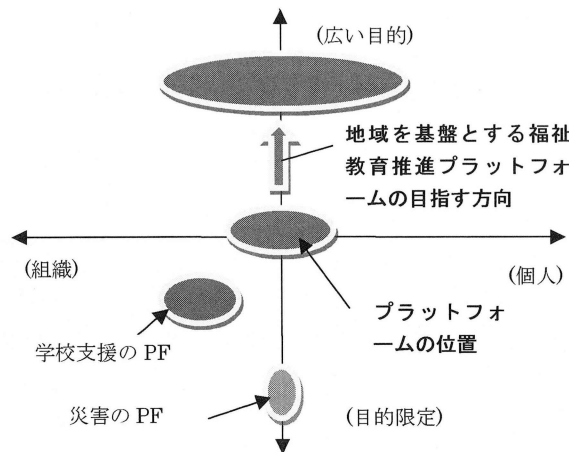 (広い目的)
地域を基盤とする福祉
教育推進プラットフォ
ームの目指す方向
(組織)
(個人)
学校支援の PF
プラットフォ
ームの位置
災害の PF
(目的限定)